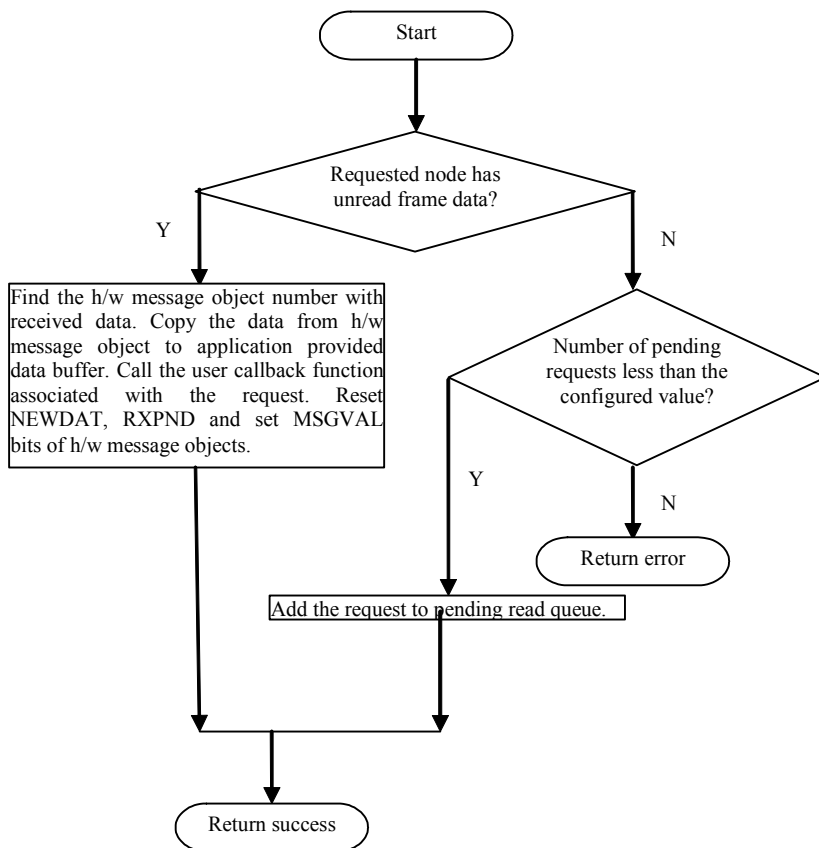 Start
Requested node has
unread frame data?
Y
N
Find the h/w message object number with
received data. Copy the data from h/w
message object to application provided
data buffer. Call the user callback function
associated with the request. Reset
NEWDAT, RXPND and set MSGVAL
bits of h/w message objects.
Number of pending
requests less than the
configured value?
Y
N
Return error
Add the request to pending read queue.
Return success